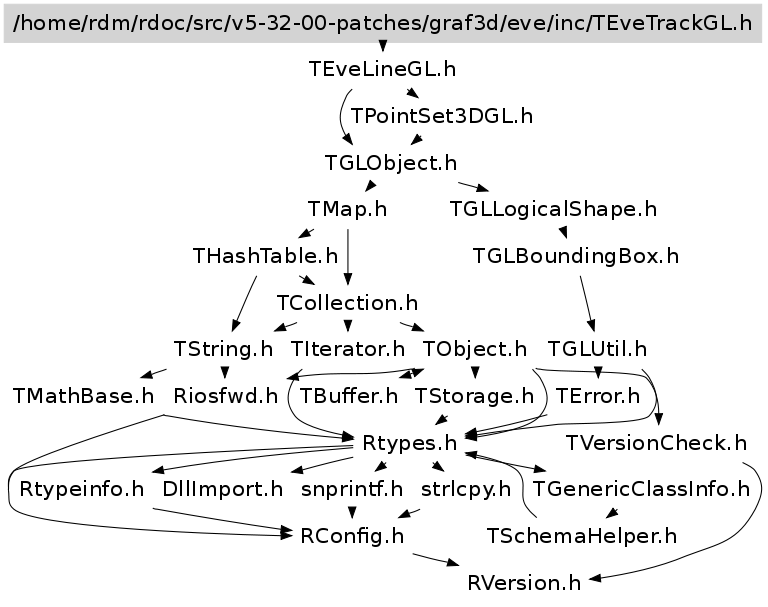 /home/rdm/rdoc/src/v5-32-00-patches/graf3d/eve/inc/TEveTrackGL.h
TEveLineGL.h
TPointSet3DGL.h
TGLObject.h
TMap.h TGLLogicalShape.h
THashTable.h TGLBoundingBox.h
TCollection.h
TString.h TIterator.h TObject.h TGLUtil.h
TMathBase.h Riosfwd.h TBuffer.h TStorage.h TError.h
Rtypes.h TVersionCheck.h
Rtypeinfo.h DllImport.h snprintf.h strlcpy.h TGenericClassInfo.h
RConfig.h TSchemaHelper.h
RVersion.h